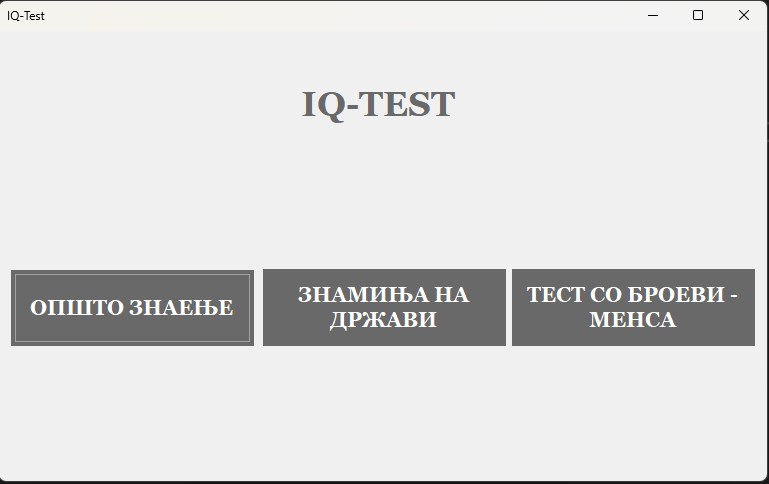 IQ-Test
IQ-TEST
ОПШТО ЗНАЕЊЕ
ЗНАМИЊА НА
ДРЖАВИ
ТЕСТ СО БРОЕВИ -
МЕНСА